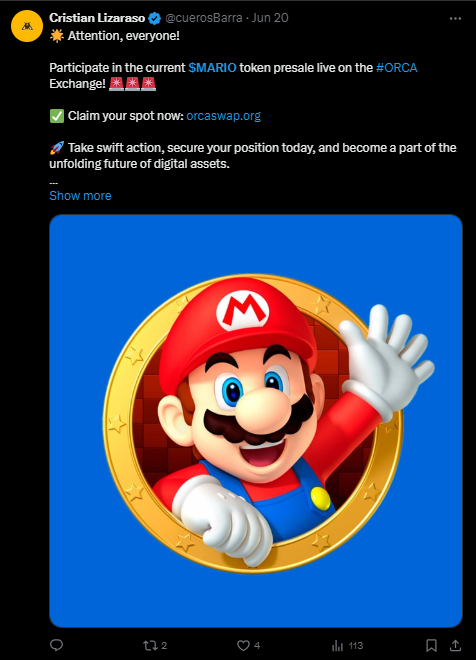 Cristian Lizaraso @cuerosBarra · Jun 20
🌟 Attention, everyone!
Participate in the current $MARIO token presale live on the #ORCA
Exchange! 🚨🚨🚨
✅ Claim your spot now: orcaswap.org
🚀 Take swift action, secure your position today, and become a part of the
unfolding future of digital assets.
...
Show more
M
2 4 113